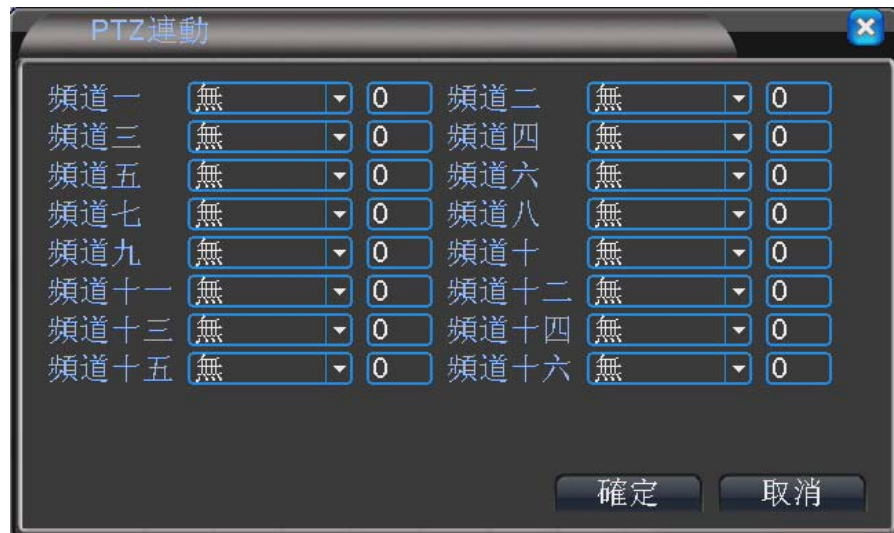 PTZ連動
頻道一 無 0 頻道二 無 0
頻道三 無 0 頻道四 無 0
頻道五 無 0 頻道六 無 0
頻道七 無 0 頻道八 無 0
頻道九 無 0 頻道十 無 0
頻道十一 無 0 頻道十二 無 0
頻道十三 無 0 頻道十四 無 0
頻道十五 無 0 頻道十六 無 0
確定 取消